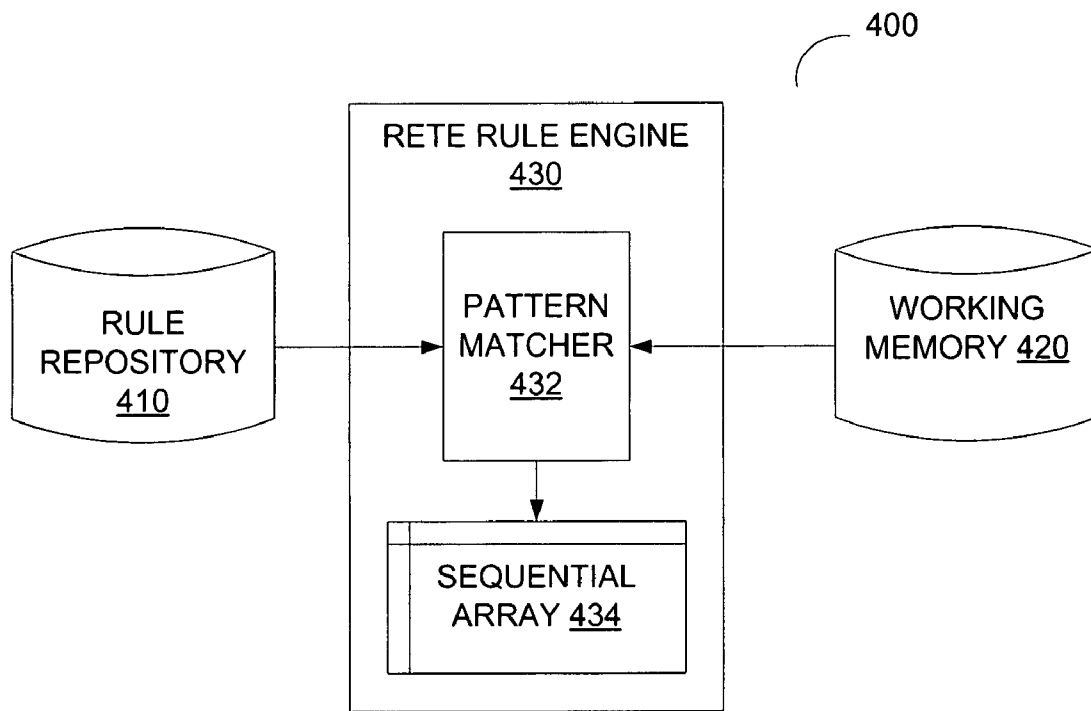 400
RETE RULE ENGINE
430
RULE
REPOSITORY
410
PATTERN
MATCHER
432
WORKING
MEMORY 420
SEQUENTIAL
ARRAY 434